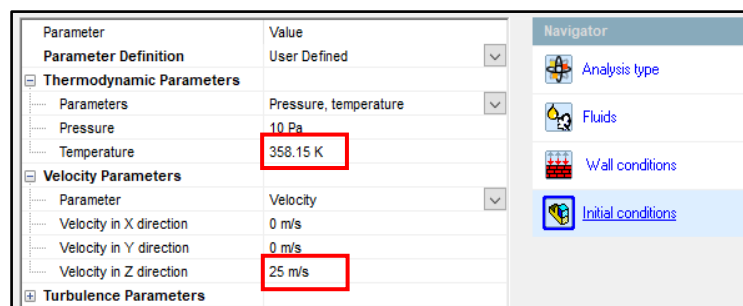 Parameter Value
Parameter Definition User Defined
Thermodynamic Parameters
Parameters Pressure, temperature
Pressure 10 Pa
Temperature 358.15 K
Velocity Parameters
Parameter Velocity
Velocity in X direction 0 m/s
Velocity in Y direction 0 m/s
Velocity in Z direction 25 m/s
Turbulence Parameters
Navigator
Analysis type
Fluids
Wall conditions
Initial conditions